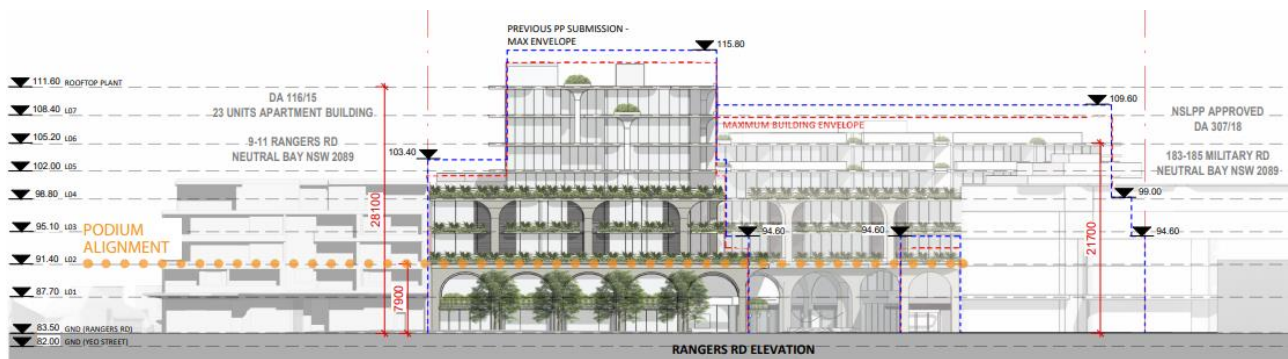 PREVIOUS PP SUBMISSION -
MAX ENVELOPE
115.80
111.60 ROOFTOP PLANT
108.40 L07
105.20 L06
102.00 L05
98.80 L04
95.10 L03
91.40 L02
87.70 L01
83.50 GND (RANGERS RD)
82.00 GND (YEO STREET)
DA 116/15
23 UNITS APARTMENT BUILDING
9-11 RANGERS RD
NEUTRAL BAY NSW 2089
103.40
28100
7900
PODIUM
ALIGNMENT
MAXIMUM BUILDING ENVELOPE
109.60
NSLPP APPROVED
DA 307/18
183-185 MILITARY RD
NEUTRAL BAY NSW 2089
99.00
94.60
94.60
94.60
21700
RANGERS RD ELEVATION